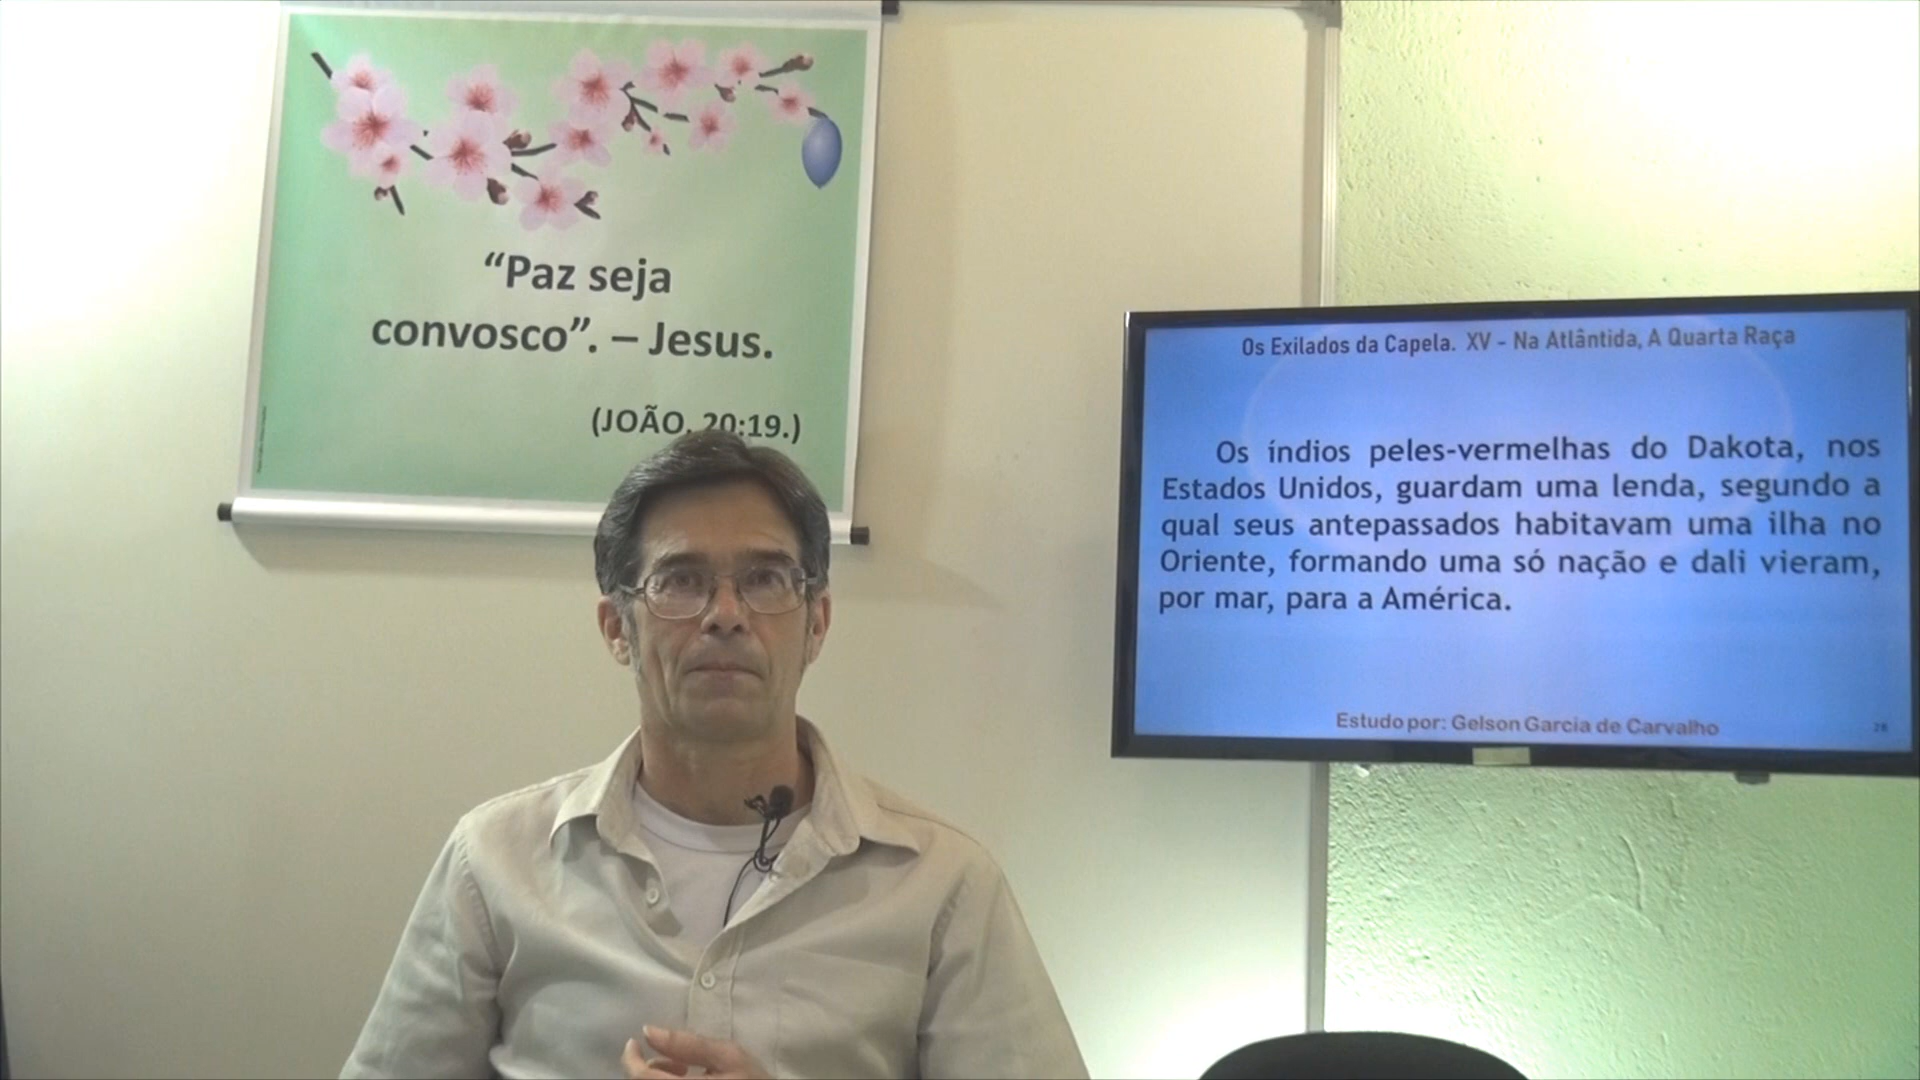 “Paz seja
convosco”. – Jesus.
(JOÃO, 20:19.)
Os Exilados da Capela. XV - Na Atlântida, A Quarta Raça
Os índios peles-vermelhas do Dakota, nos
Estados Unidos, guardam uma lenda, segundo a
qual seus antepassados habitavam uma ilha no
Oriente, formando uma só nação e dali vieram,
por mar, para a América.
Estudo por: Gelson Garcia de Carvalho
28